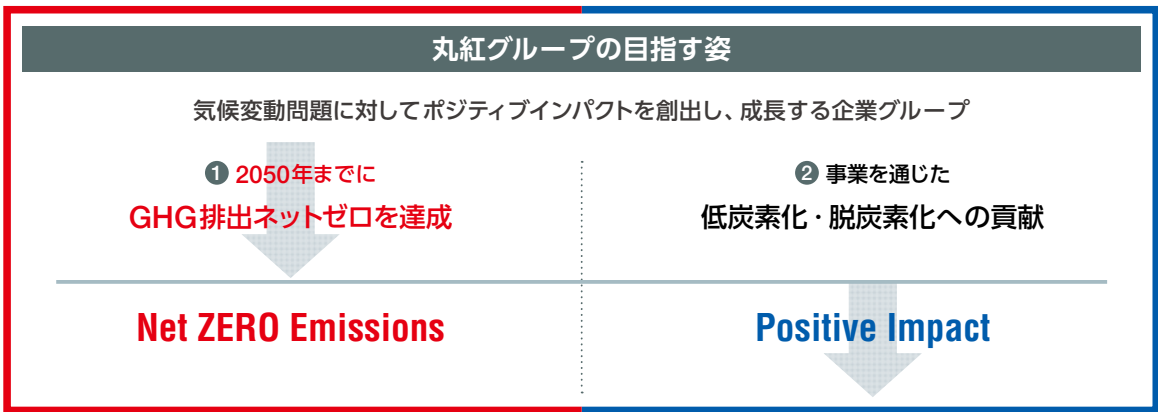 丸紅グループの目指す姿
気候変動問題に対してポジティブインパクトを創出し、成長する企業グループ
1 2050年までに
GHG排出ネットゼロを達成
Net ZERO Emissions
2 事業を通じた
低炭素化・脱炭素化への貢献
Positive Impact